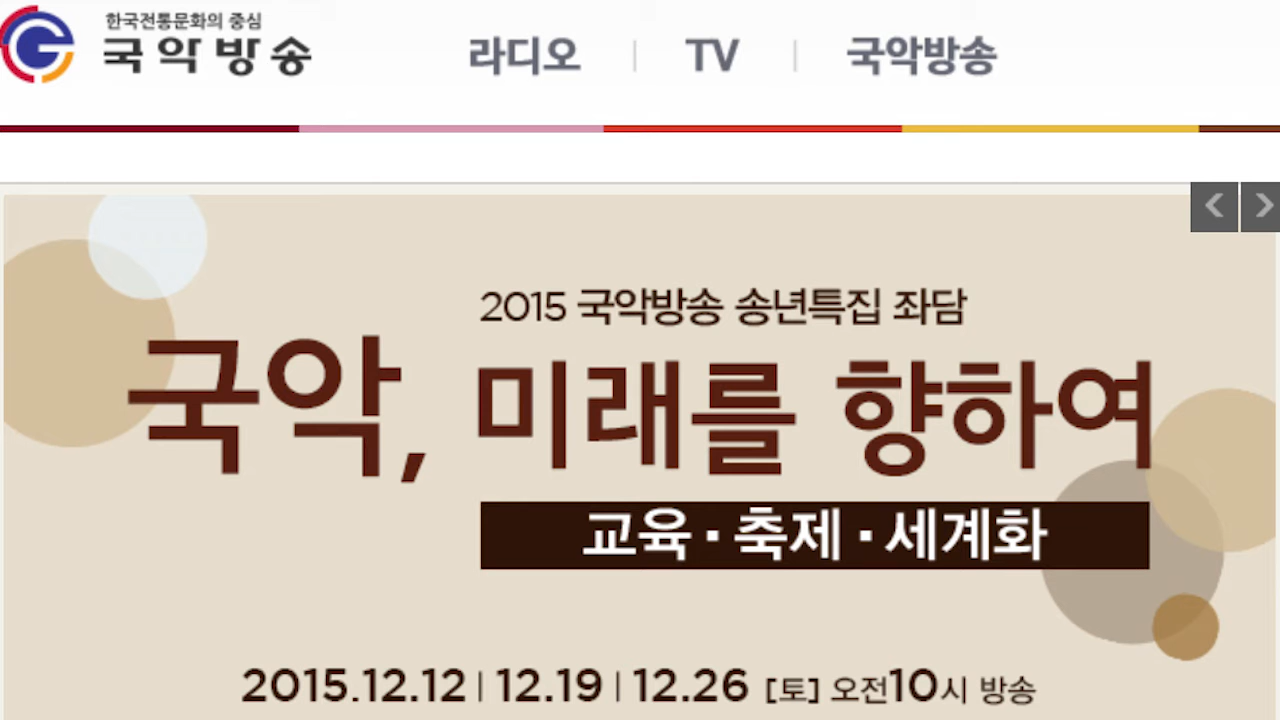 한국전통문화의 중심
국악방송
라디오 | TV | 국악방송
2015 국악방송 송년특집 좌담
국악, 미래를 향하여
교육·축제·세계화
2015.12.12 | 12.19 | 12.26 [토] 오전10시 방송